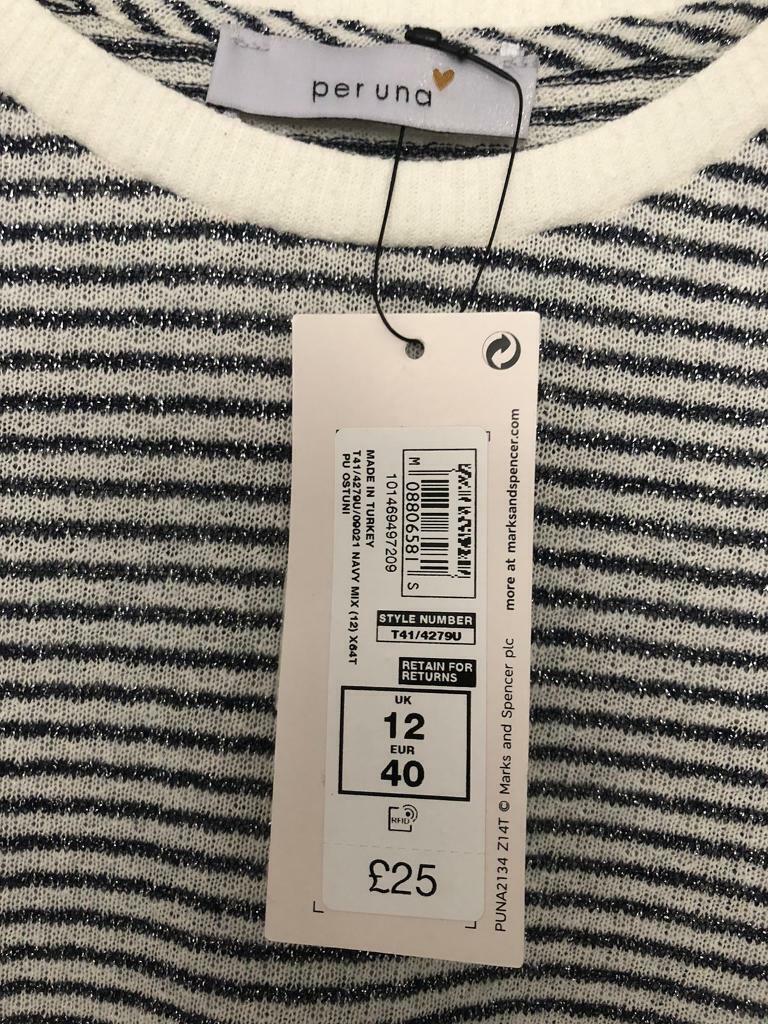 per una
M 08806581 S
101469497209
MADE IN TURKEY
T41/4279U/09021 NAVY MIX (12) X64T
PU OSTUNI
STYLE NUMBER
T41/4279U
RETAIN FOR
RETURNS
UK
12
EUR
40
RFID
£25
PUNA2134 Z14T © Marks and Spencer plc more at marksandspencer.com